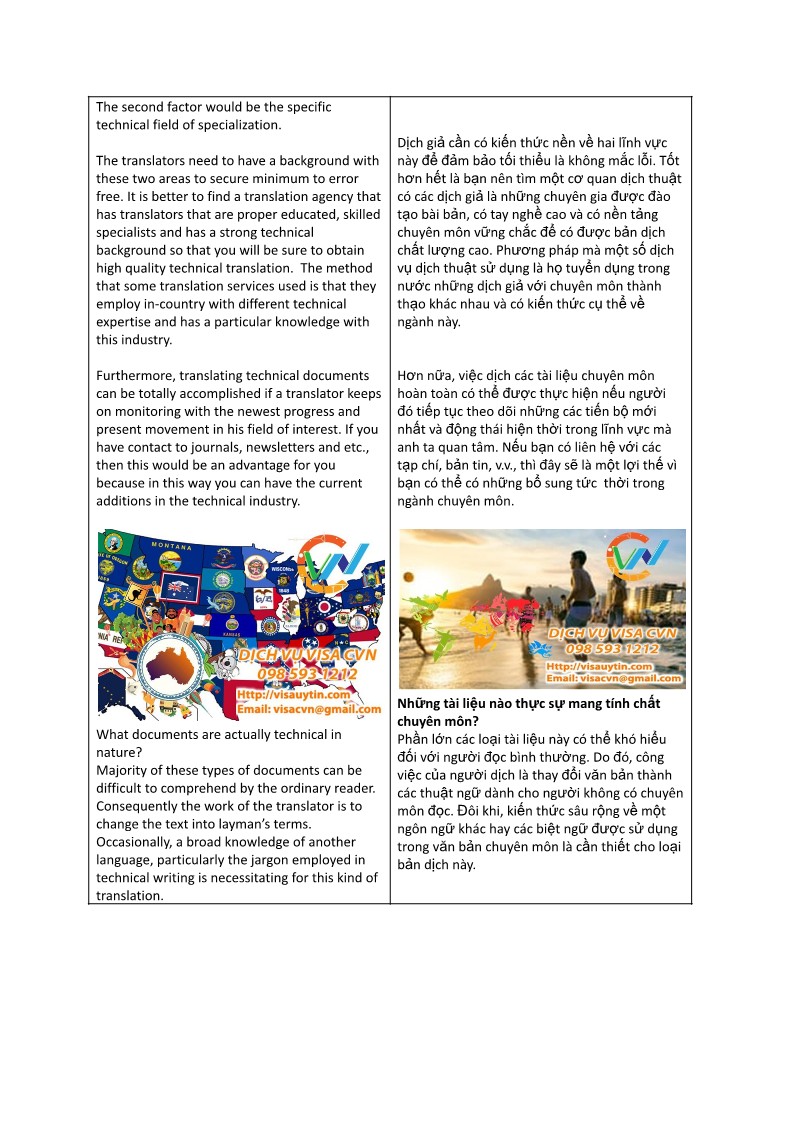 The second factor would be the specific
technical field of specialization.
The translators need to have a background with
these two areas to secure minimum to error
free. It is better to find a translation agency that
has translators that are proper educated, skilled
specialists and has a strong technical
background so that you will be sure to obtain
high quality technical translation.  The method
that some translation services used is that they
employ in-country with different technical
expertise and has a particular knowledge with
this industry.
Furthermore, translating technical documents
can be totally accomplished if a translator keeps
on monitoring with the newest progress and
present movement in his field of interest. If you
have contact to journals, newsletters and etc.,
then this would be an advantage for you
because in this way you can have the current
additions in the technical industry.
MONTANA
WISCONSIN
1848
KANSAS
CVN
DỊCH VỤ VISA CVN
098 593 1212
Http://visauytin.com
Email: visacvn@gmail.com
What documents are actually technical in
nature?
Majority of these types of documents can be
difficult to comprehend by the ordinary reader.
Consequently the work of the translator is to
change the text into layman’s terms.
Occasionally, a broad knowledge of another
language, particularly the jargon employed in
technical writing is necessitating for this kind of
translation.
Dịch giả cần có kiến thức nền về hai lĩnh vực
này để đảm bảo tối thiểu là không mắc lỗi. Tốt
hơn hết là bạn nên tìm một cơ quan dịch thuật
có các dịch giả là những chuyên gia được đào
tạo bài bản, có tay nghề cao và có nền tảng
chuyên môn vững chắc để có được bản dịch
chất lượng cao. Phương pháp mà một số dịch
vụ dịch thuật sử dụng là họ tuyển dụng trong
nước những dịch giả với chuyên môn thành
thạo khác nhau và có kiến thức cụ thể về
ngành này.
Hơn nữa, việc dịch các tài liệu chuyên môn
hoàn toàn có thể được thực hiện nếu người
đó tiếp tục theo dõi những các tiến bộ mới
nhất và động thái hiện thời trong lĩnh vực mà
anh ta quan tâm. Nếu bạn có liên hệ với các
tạp chí, bản tin, v.v., thì đây sẽ là một lợi thế vì
bạn có thể có những bổ sung tức  thời trong
ngành chuyên môn.
CVN
DỊCH VỤ VISA CVN
098 593 1212
Http://visauytin.com
Email: visacvn@gmail.com
Những tài liệu nào thực sự mang tính chất
chuyên môn?
Phần lớn các loại tài liệu này có thể khó hiểu
đối với người đọc bình thường. Do đó, công
việc của người dịch là thay đổi văn bản thành
các thuật ngữ dành cho người không có chuyên
môn đọc. Đôi khi, kiến thức sâu rộng về một
ngôn ngữ khác hay các biệt ngữ được sử dụng
trong văn bản chuyên môn là cần thiết cho loại
bản dịch này.